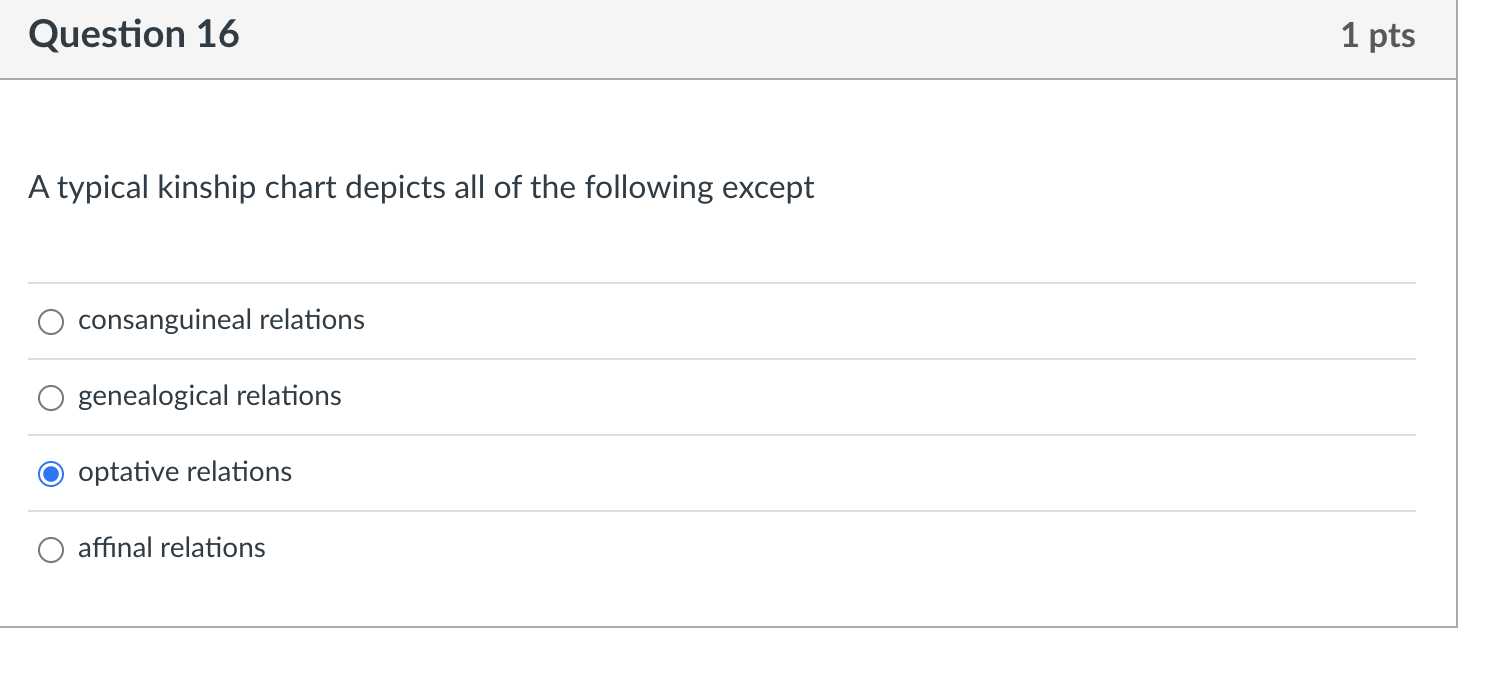 Question 16
1 pts
A typical kinship chart depicts all of the following except
consanguineal relations
genealogical relations
optative relations
affinal relations